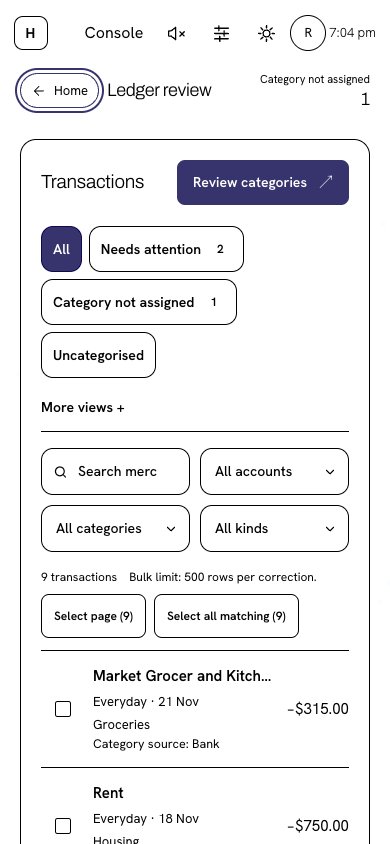 H Console R 7:04 pm
Home Ledger review Category not assigned
1
Transactions Review categories
All Needs attention 2
Category not assigned 1
Uncategorised
More views +
Search merc All accounts
All categories All kinds
9 transactions Bulk limit: 500 rows per correction.
Select page (9) Select all matching (9)
Market Grocer and Kitch...
Everyday · 21 Nov
−$315.00
Groceries
Category source: Bank
Rent
Everyday · 18 Nov
−$750.00
Housing